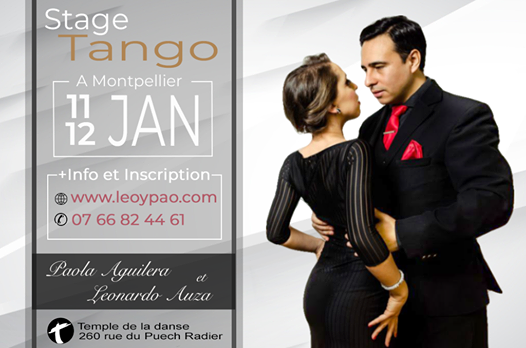 Stage
Tango
A Montpellier
11
12 JAN
+Info et Inscription
www.leoypao.com
07 66 82 44 61
Paola Aguilera
et
Leonardo Auza
Temple de la danse
260 rue du Puech Radier